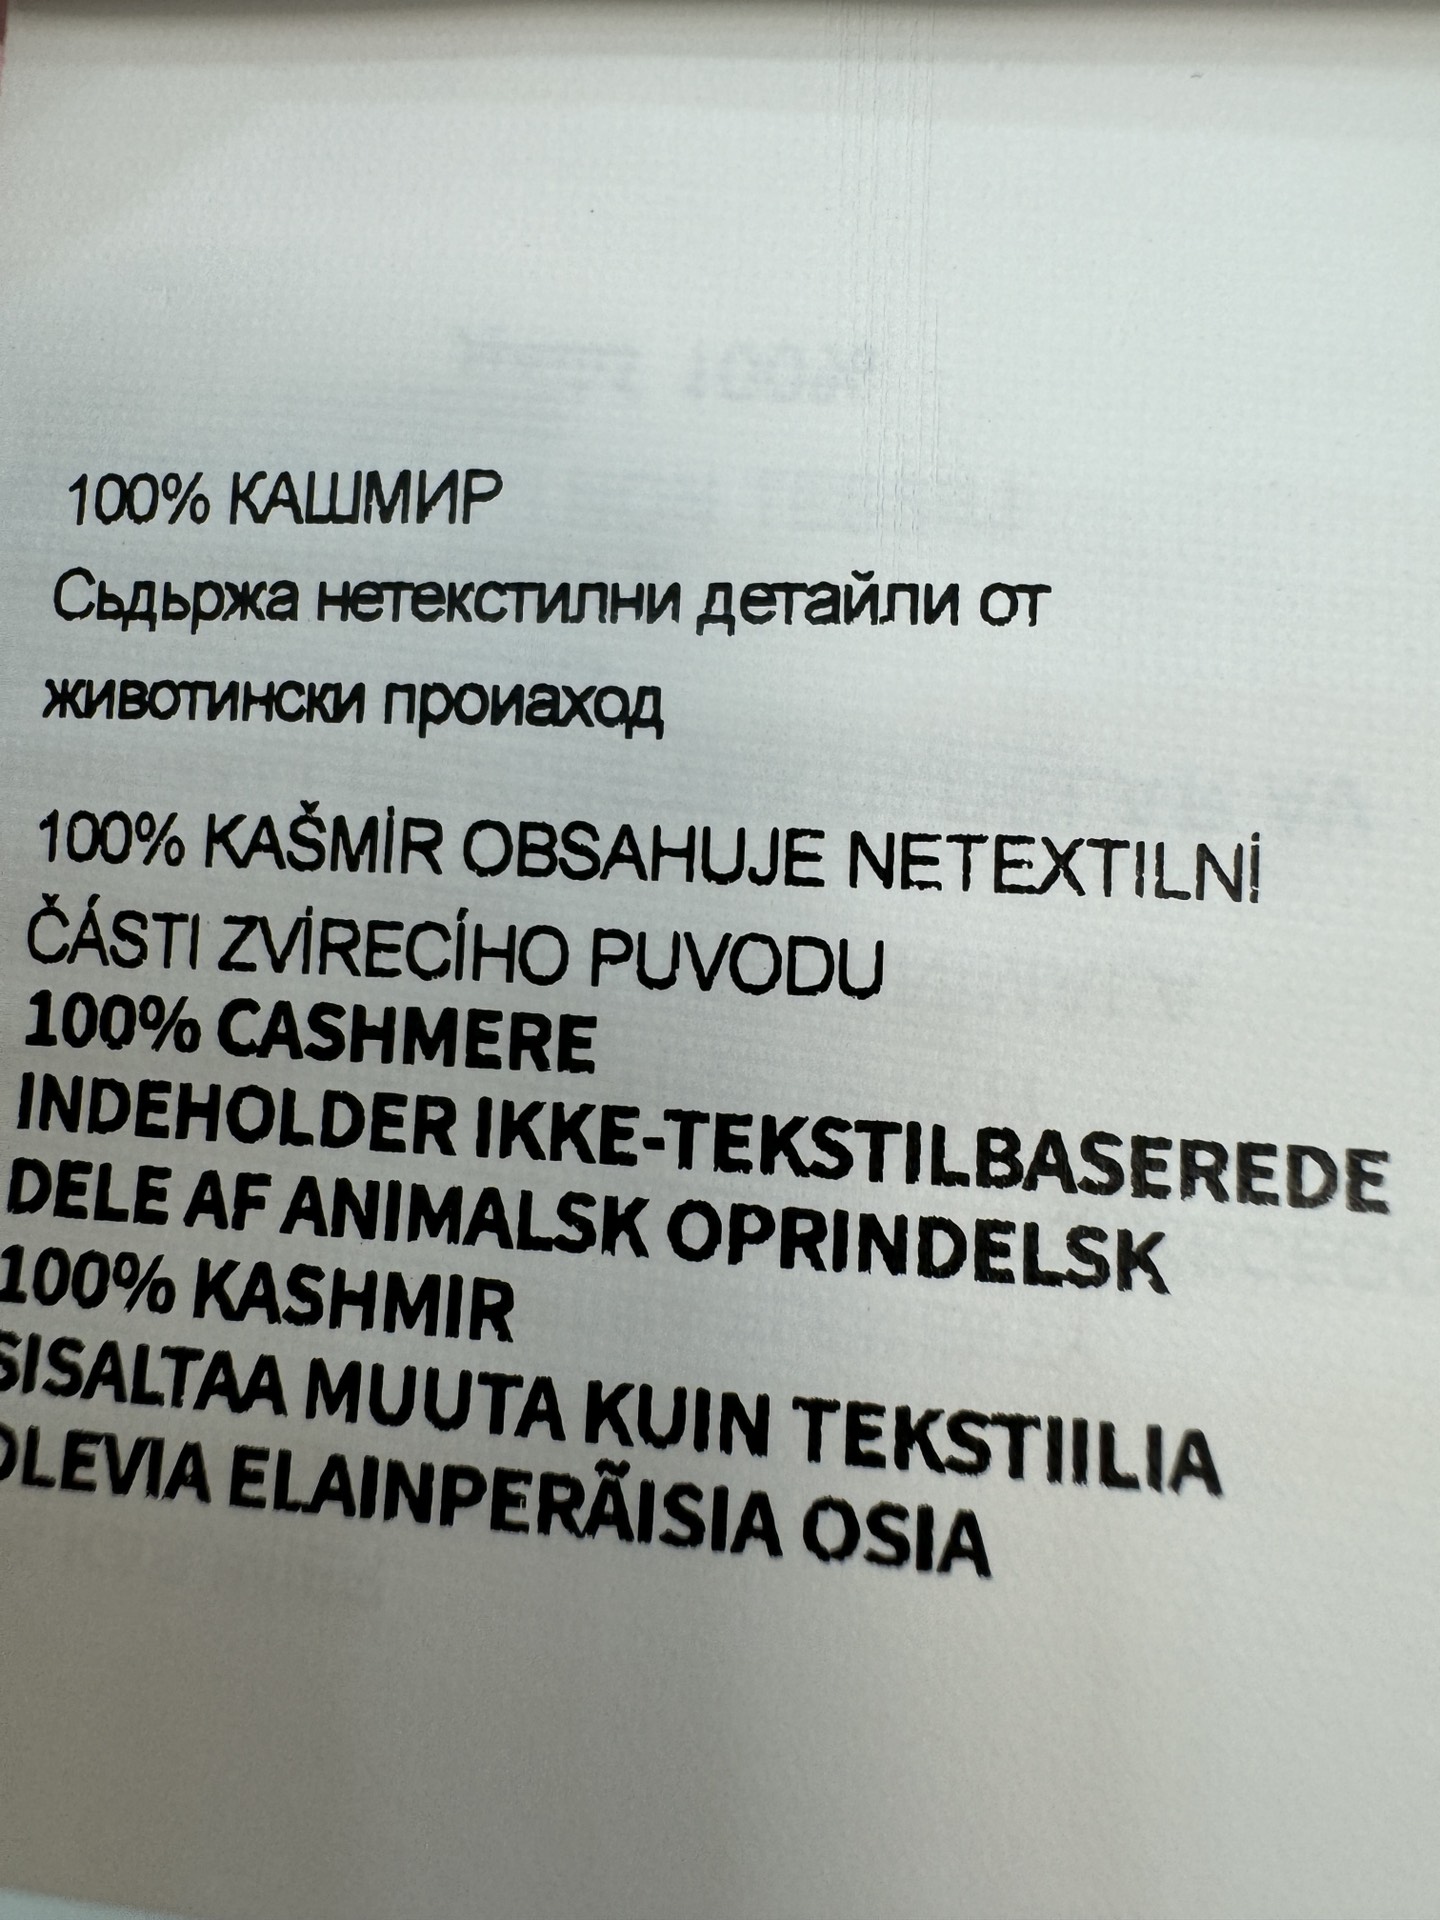 100% КАШМИР
Сьдьржа нетекстилни детайли от
животински проиаход
100% KAŠMİR OBSAHUJE NETEXTILNİ
ČÁSTI ZVİRECÍHO PUVODU
100% CASHMERE
INDEHOLDER IKKE-TEKSTILBASEREDE
DELE AF ANIMALSK OPRINDELSK
100% KASHMIR
SISALTAA MUUTA KUIN TEKSTIILIA
OLEVIA ELAINPERÃISIA OSIA